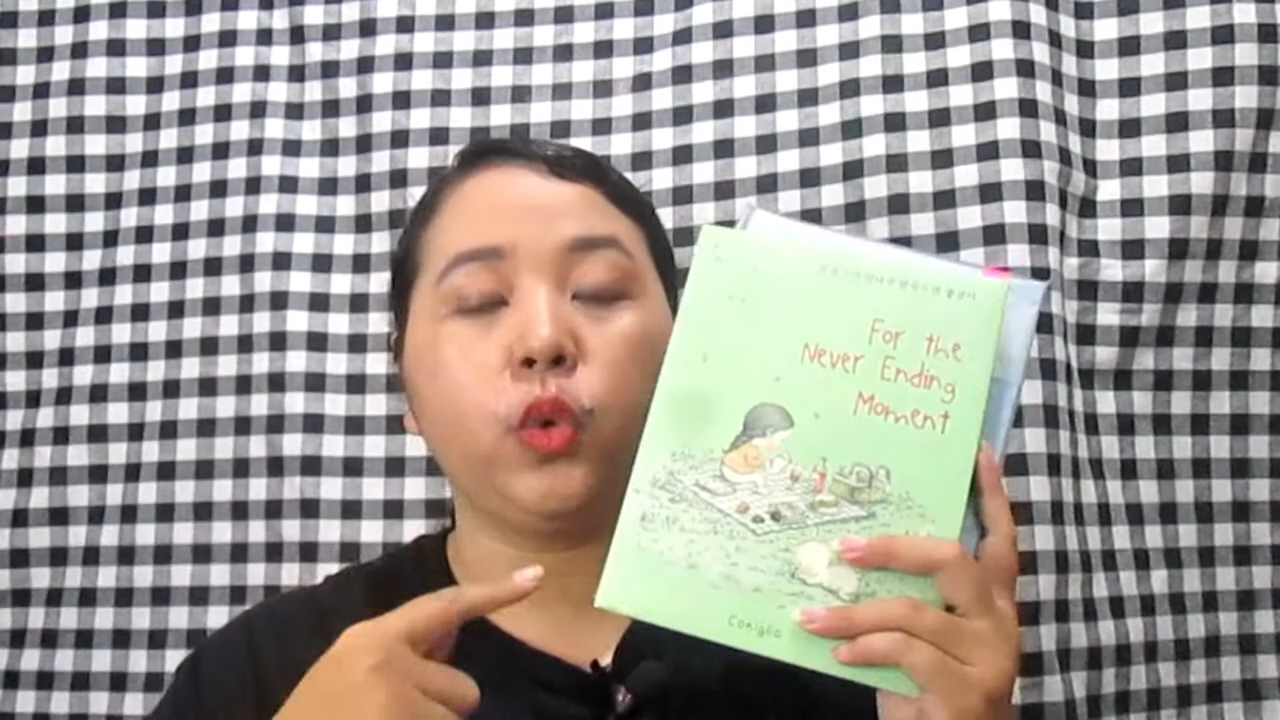 For the
Never Ending
Moment
Coniglio